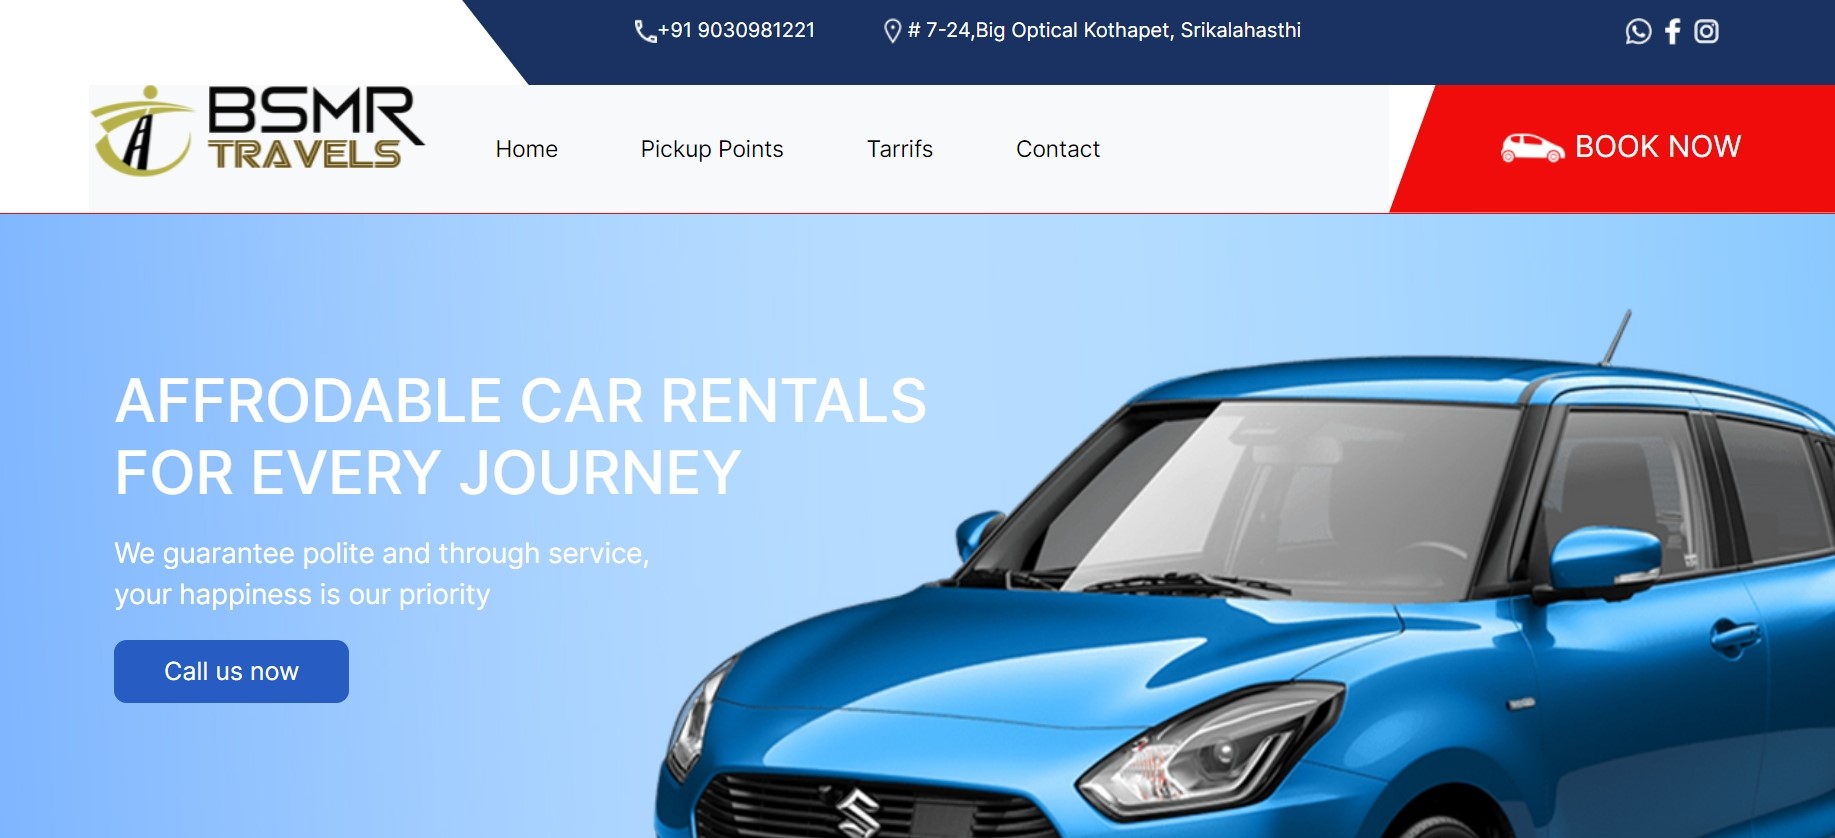 +91 9030981221
# 7-24,Big Optical Kothapet, Srikalahasthi
BSMR
TRAVELS
Home
Pickup Points
Tarrifs
Contact
BOOK NOW
AFFRODABLE CAR RENTALS
FOR EVERY JOURNEY
We guarantee polite and through service,
your happiness is our priority
Call us now